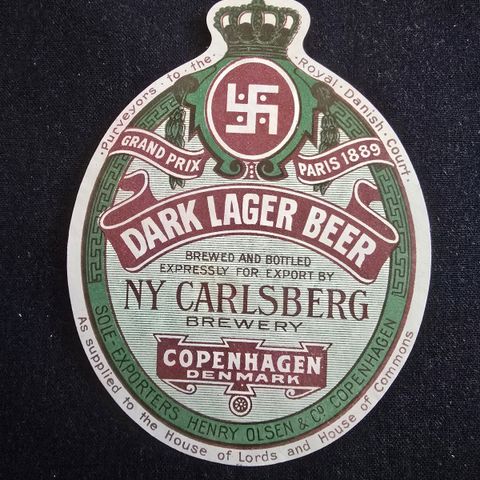 · Purveyors · to · the · Royal · Danish · Court ·
GRAND PRIX PARIS 1889
DARK LAGER BEER
BREWED AND BOTTLED
EXPRESSLY FOR EXPORT BY
NY CARLSBERG
BREWERY
COPENHAGEN
DENMARK
SOLE-EXPORTERS HENRY OLSEN & Cº COPENHAGEN
As supplied to the House of Lords and House of Commons